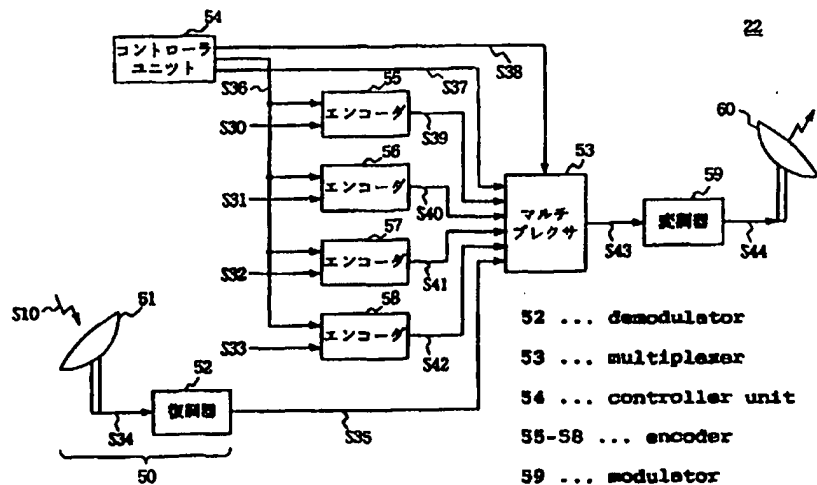 22
54
コントローラ
ユニット
S38
S37
S36
55
エンコーダ
S30
S39
56
エンコーダ
S31
S40
57
エンコーダ
S32
S41
58
エンコーダ
S33
S42
53
マルチ
プレクサ
S43
59
変調器
S44
60
S10
51
S34
52
復調器
S35
50
52 ... demodulator
53 ... multiplexer
54 ... controller unit
55-58 ... encoder
59 ... modulator